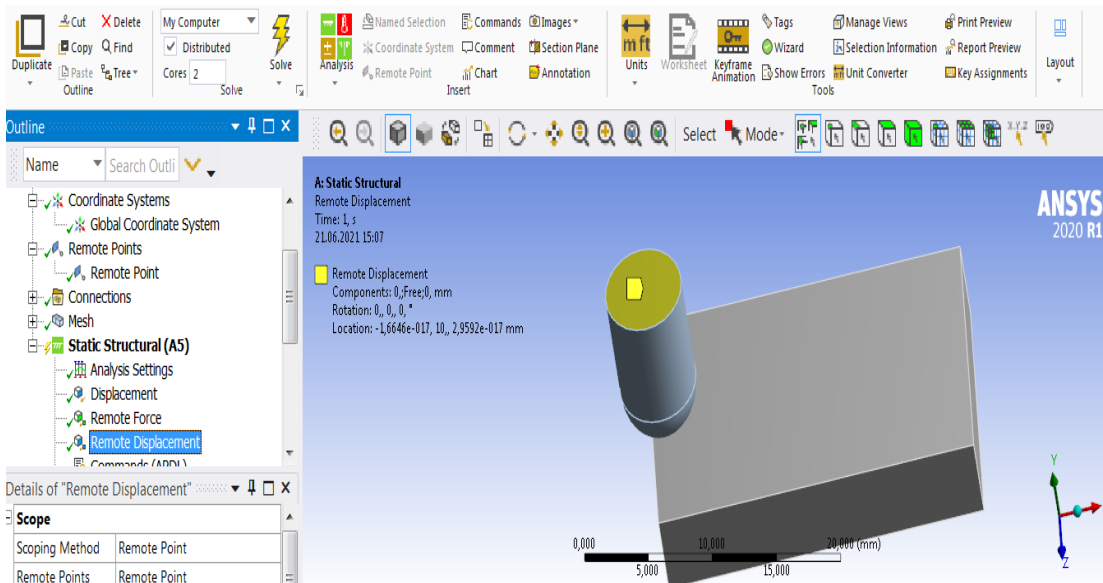 Cut
Copy
Paste
Duplicate
Outline
Delete
Find
Tree
My Computer
Distributed
Cores 2
Solve
Solve
Analysis
Named Selection
Coordinate System
Remote Point
Commands
Comment
Chart
Images
Section Plane
Annotation
Insert
m ft
Units
Worksheet
Keyframe
Animation
Tags
Wizard
Show Errors
Manage Views
Selection Information
Unit Converter
Print Preview
Report Preview
Key Assignments
Tools
Layout
Outline
Name
Search Outli
Select
Mode
X.Y.Z
Coordinate Systems
Global Coordinate System
Remote Points
Remote Point
Connections
Mesh
Static Structural (A5)
Analysis Settings
Displacement
Remote Force
Remote Displacement
Commands (APDL)
Details of "Remote Displacement"
Scope
Scoping Method Remote Point
Remote Points Remote Point
A: Static Structural
Remote Displacement
Time: 1, s
21.06.2021 15:07
Remote Displacement
Components: 0,;Free;0, mm
Rotation: 0,, 0,, 0, °
Location: -1,6646e-017, 10,, 2,9592e-017 mm
ANSYS
2020 R1
0,000 10,000 20,000 (mm)
5,000 15,000
Y
Z